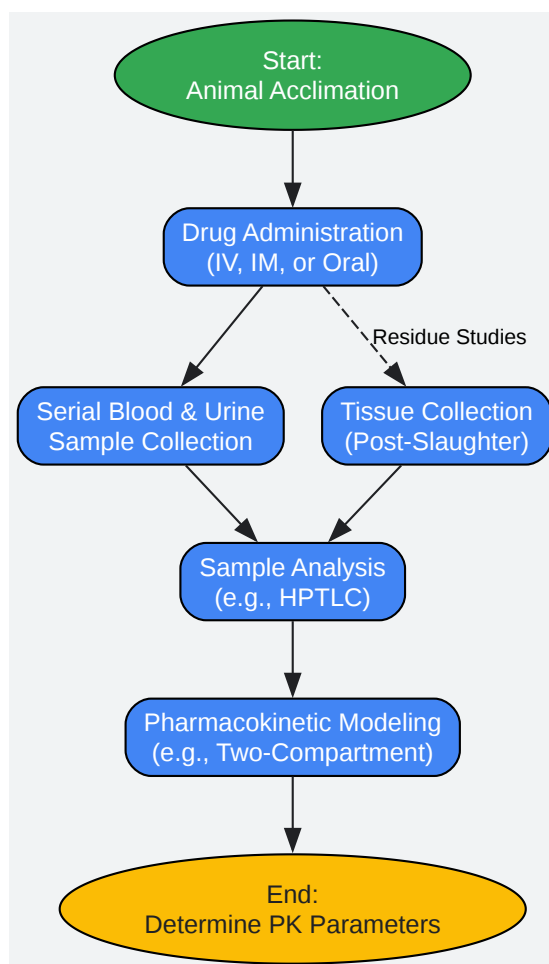 Start:
Animal Acclimation
Drug Administration
(IV, IM, or Oral)
Residue Studies
Serial Blood & Urine
Sample Collection
Tissue Collection
(Post-Slaughter)
Sample Analysis
(e.g., HPTLC)
Pharmacokinetic Modeling
(e.g., Two-Compartment)
End:
Determine PK Parameters